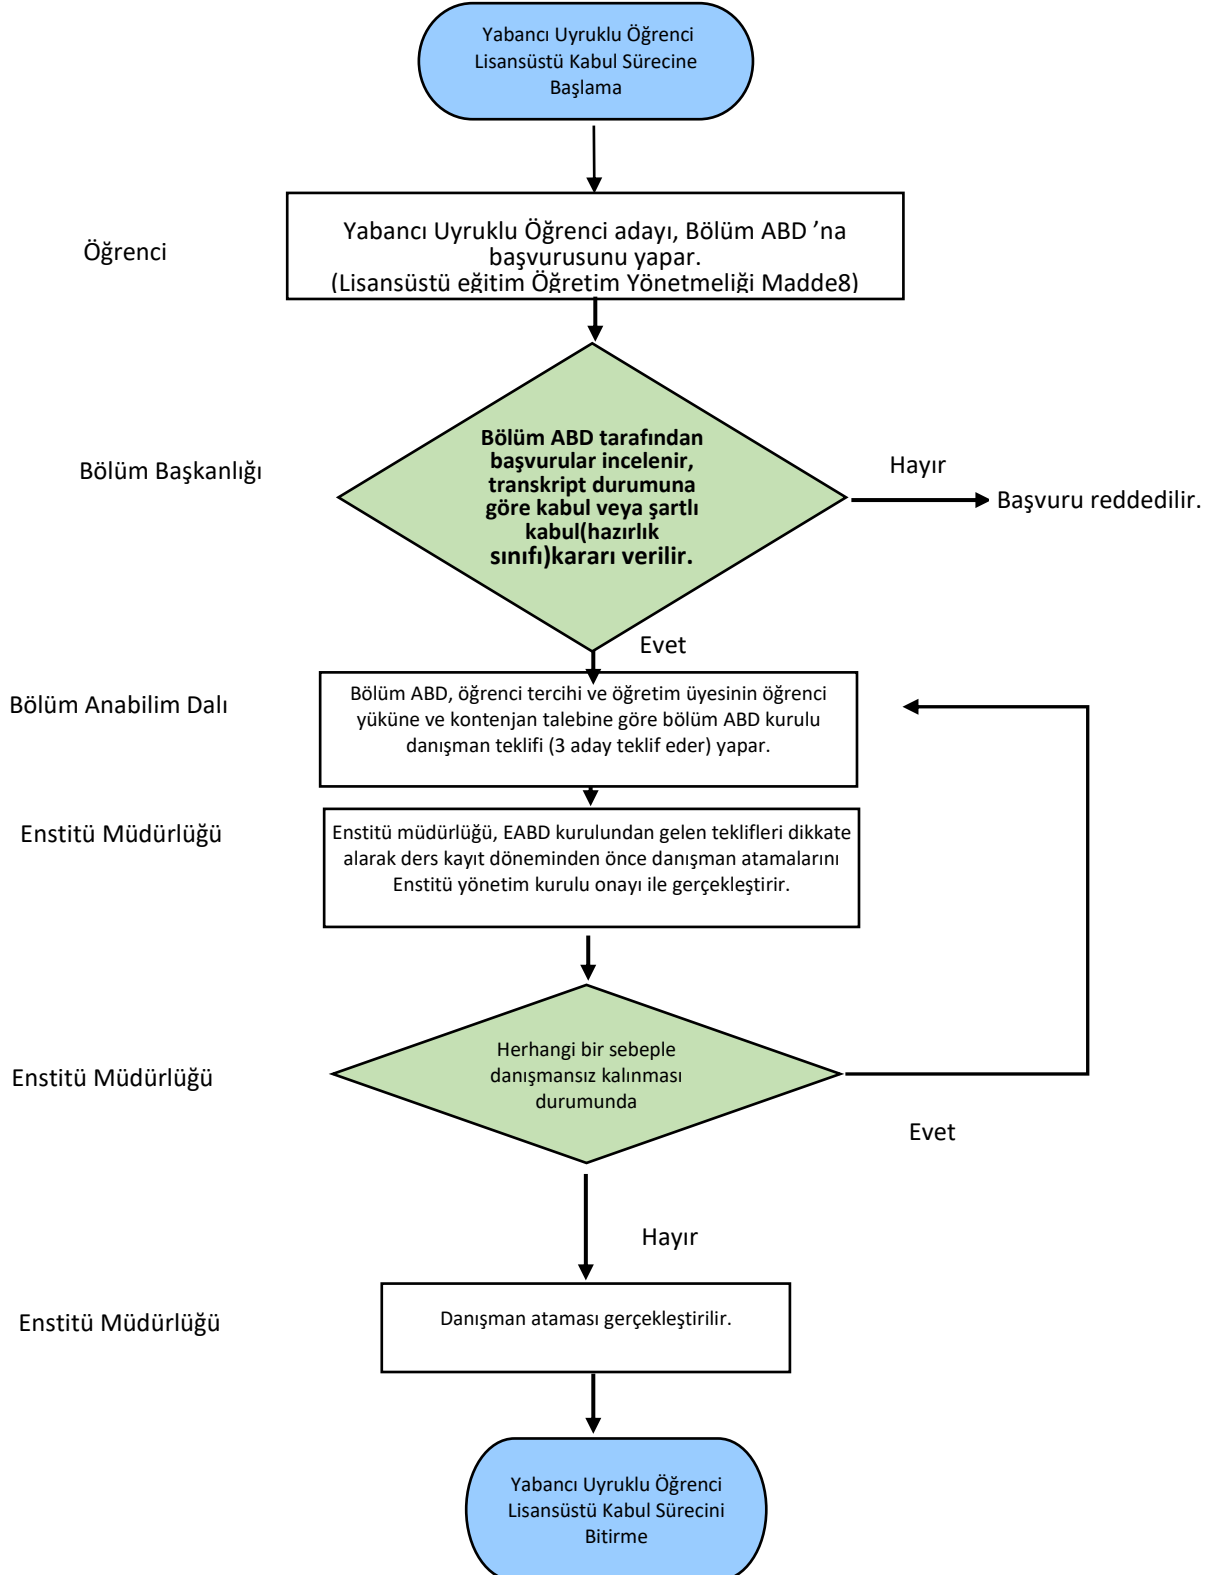 Yabancı Uyruklu Öğrenci
Lisansüstü Kabul Sürecine
Başlama
Öğrenci
Yabancı Uyruklu Öğrenci adayı, Bölüm ABD ’na
başvurusunu yapar.
(Lisansüstü eğitim Öğretim Yönetmeliği Madde8)
Bölüm Başkanlığı
Bölüm ABD tarafından
başvurular incelenir,
transkript durumuna
göre kabul veya şartlı
kabul(hazırlık
sınıfı)kararı verilir.
Hayır
Başvuru reddedilir.
Evet
Bölüm Anabilim Dalı
Bölüm ABD, öğrenci tercihi ve öğretim üyesinin öğrenci
yüküne ve kontenjan talebine göre bölüm ABD kurulu
danışman teklifi (3 aday teklif eder) yapar.
Enstitü Müdürlüğü
Enstitü müdürlüğü, EABD kurulundan gelen teklifleri dikkate
alarak ders kayıt döneminden önce danışman atamalarını
Enstitü yönetim kurulu onayı ile gerçekleştirir.
Enstitü Müdürlüğü
Herhangi bir sebeple
danışmansız kalınması
durumunda
Evet
Hayır
Enstitü Müdürlüğü
Danışman ataması gerçekleştirilir.
Yabancı Uyruklu Öğrenci
Lisansüstü Kabul Sürecini
Bitirme